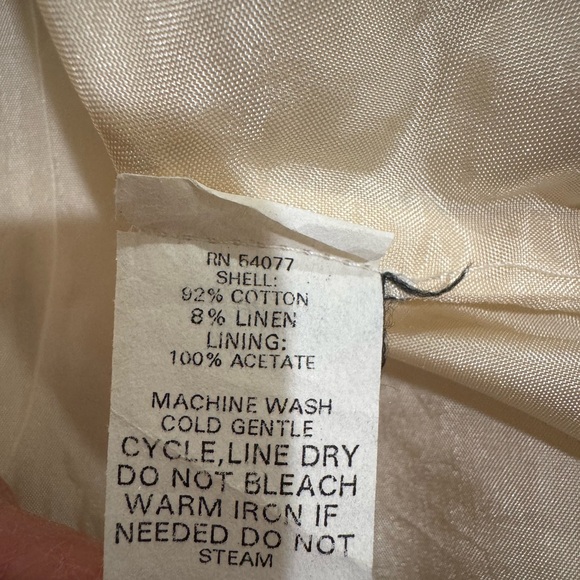 RN 54077
SHELL:
92% COTTON
8% LINEN
LINING:
100% ACETATE
MACHINE WASH
COLD GENTLE
CYCLE,LINE DRY
DO NOT BLEACH
WARM IRON IF
NEEDED DO NOT
STEAM